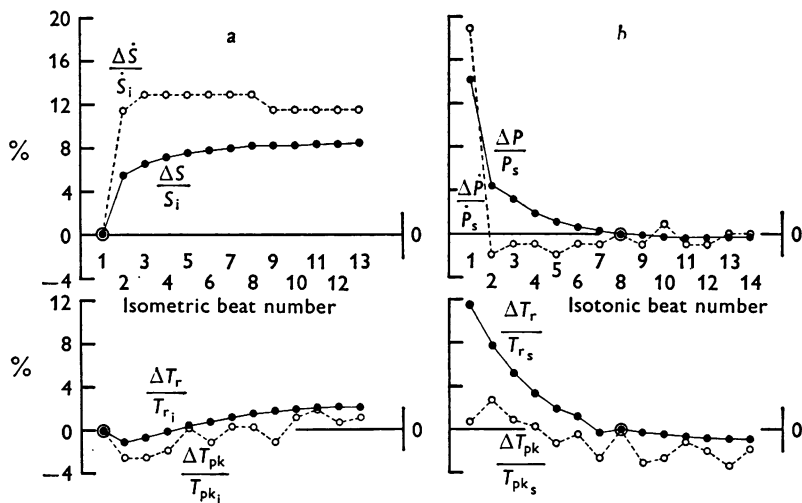 20
16
12
8
4
0
−4
%
a
ΔṠ
Ṡi
ΔS
Si
0
1 3 5 7 9 11 13
2 4 6 8 10 12
Isometric beat number
b
ΔP
Ps
ΔṖ
Ṗs
0
1 3 5 7 9 11 13
2 4 6 8 10 12 14
Isotonic beat number
12
8
4
0
−4
%
ΔTr
Tri
ΔTpk
Tpki
0
ΔTr
Trs
ΔTpk
Tpks
0